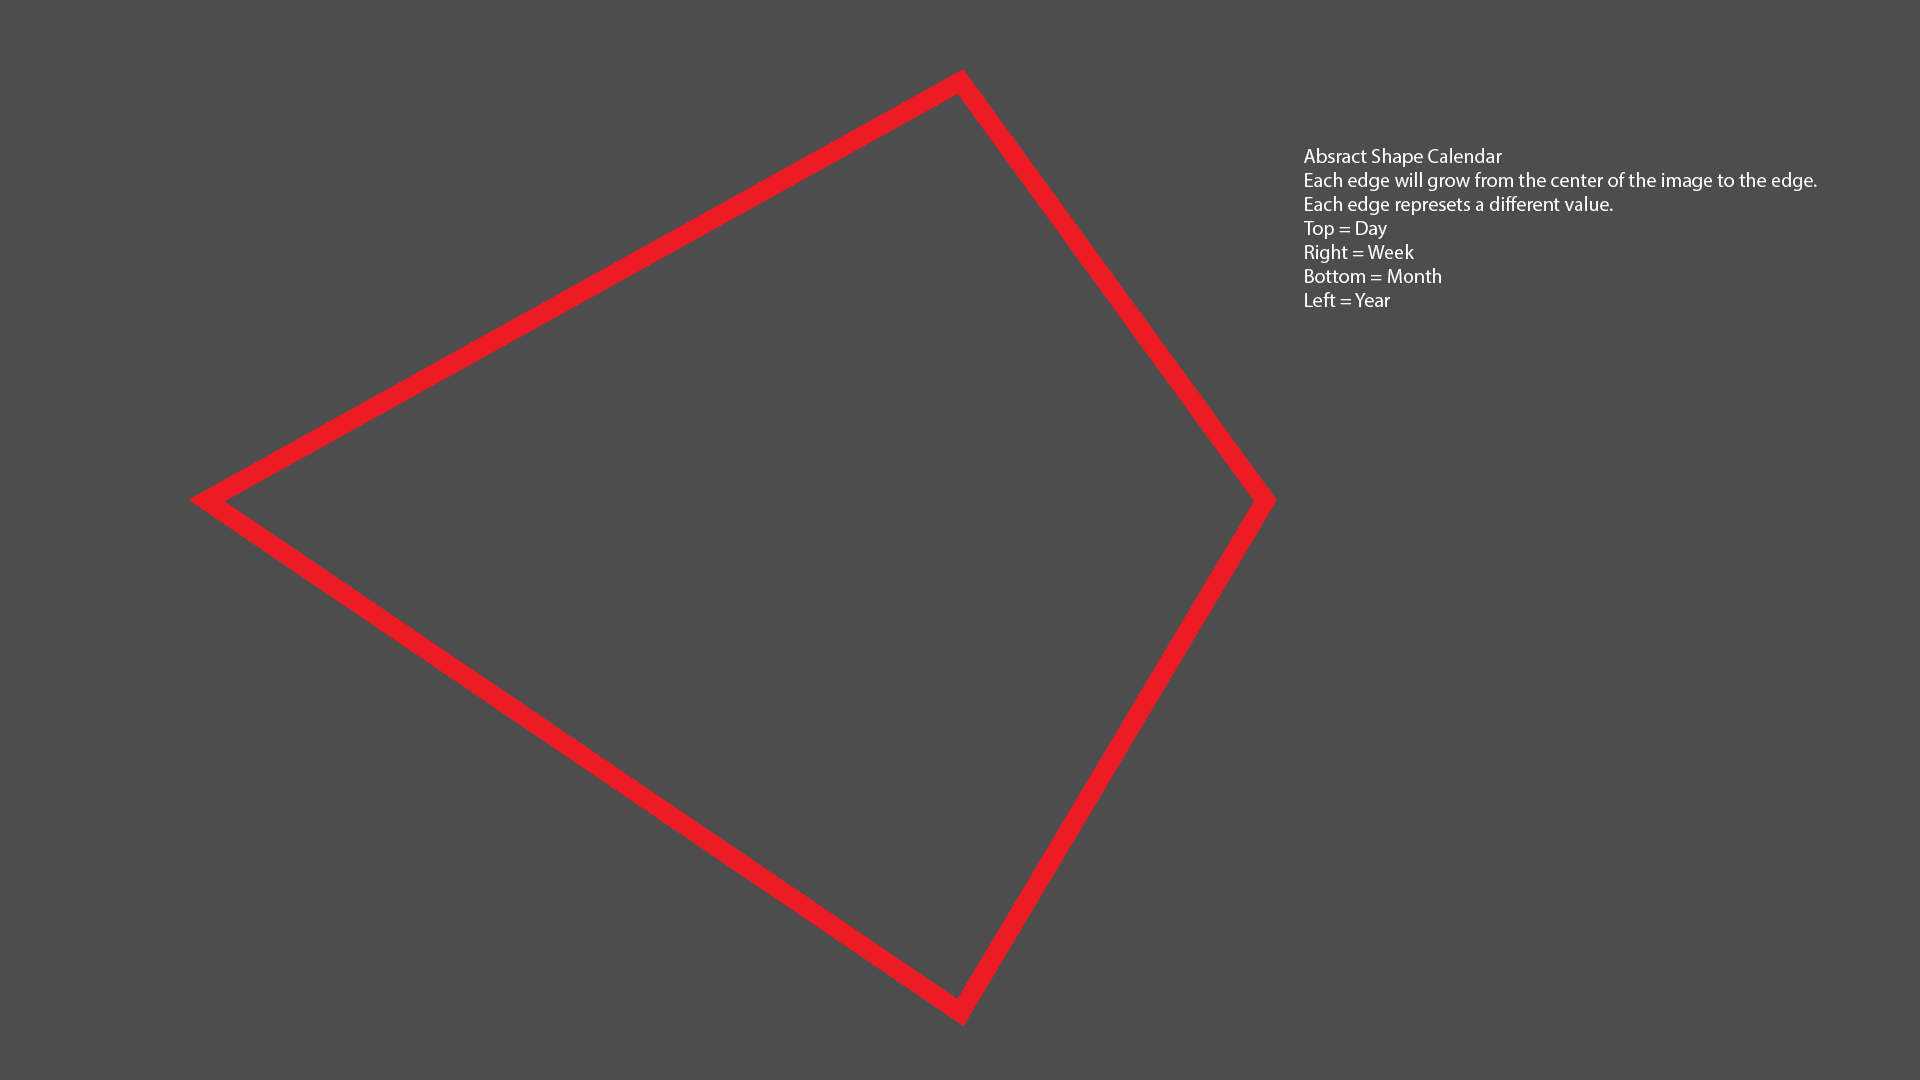 Absract Shape Calendar
Each edge will grow from the center of the image to the edge.
Each edge represets a different value.
Top = Day
Right = Week
Bottom = Month
Left = Year